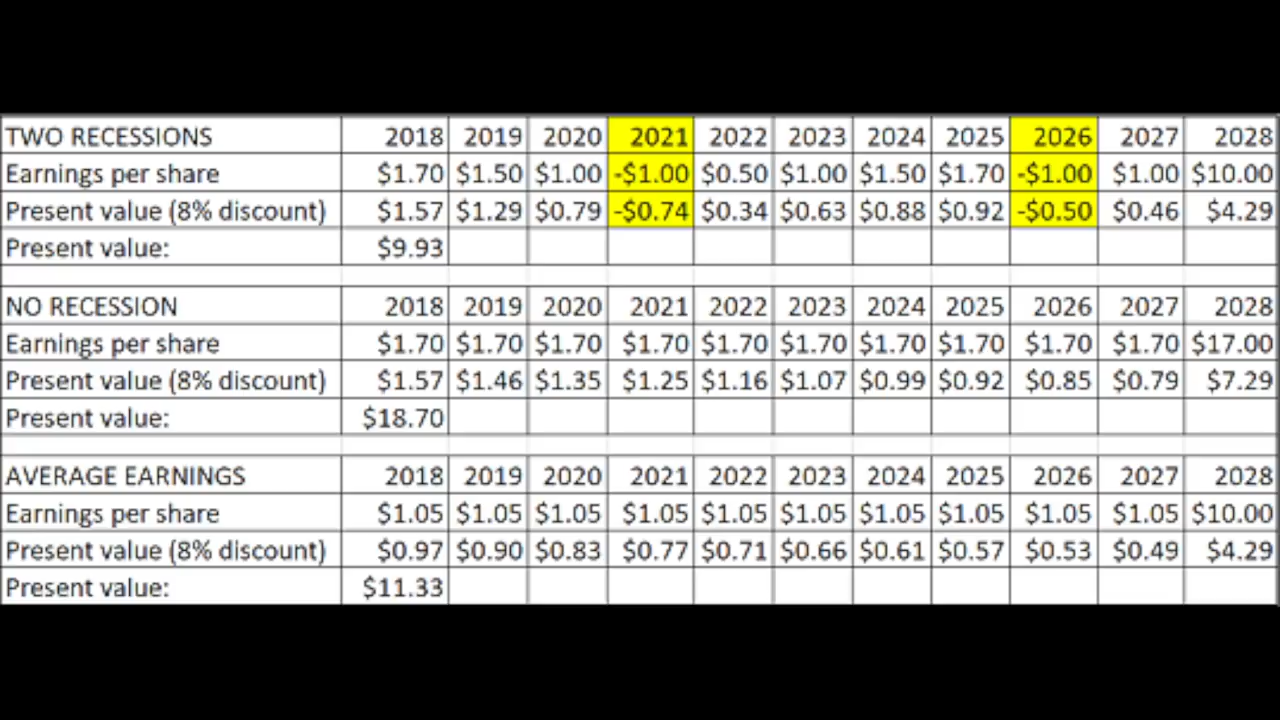 TWO RECESSIONS 2018 2019 2020 2021 2022 2023 2024 2025 2026 2027 2028
Earnings per share $1.70 $1.50 $1.00 -$1.00 $0.50 $1.00 $1.50 $1.70 -$1.00 $1.00 $10.00
Present value (8% discount) $1.57 $1.29 $0.79 -$0.74 $0.34 $0.63 $0.88 $0.92 -$0.50 $0.46 $4.29
Present value: $9.93
NO RECESSION 2018 2019 2020 2021 2022 2023 2024 2025 2026 2027 2028
Earnings per share $1.70 $1.70 $1.70 $1.70 $1.70 $1.70 $1.70 $1.70 $1.70 $1.70 $17.00
Present value (8% discount) $1.57 $1.46 $1.35 $1.25 $1.16 $1.07 $0.99 $0.92 $0.85 $0.79 $7.29
Present value: $18.70
AVERAGE EARNINGS 2018 2019 2020 2021 2022 2023 2024 2025 2026 2027 2028
Earnings per share $1.05 $1.05 $1.05 $1.05 $1.05 $1.05 $1.05 $1.05 $1.05 $1.05 $10.00
Present value (8% discount) $0.97 $0.90 $0.83 $0.77 $0.71 $0.66 $0.61 $0.57 $0.53 $0.49 $4.29
Present value: $11.33